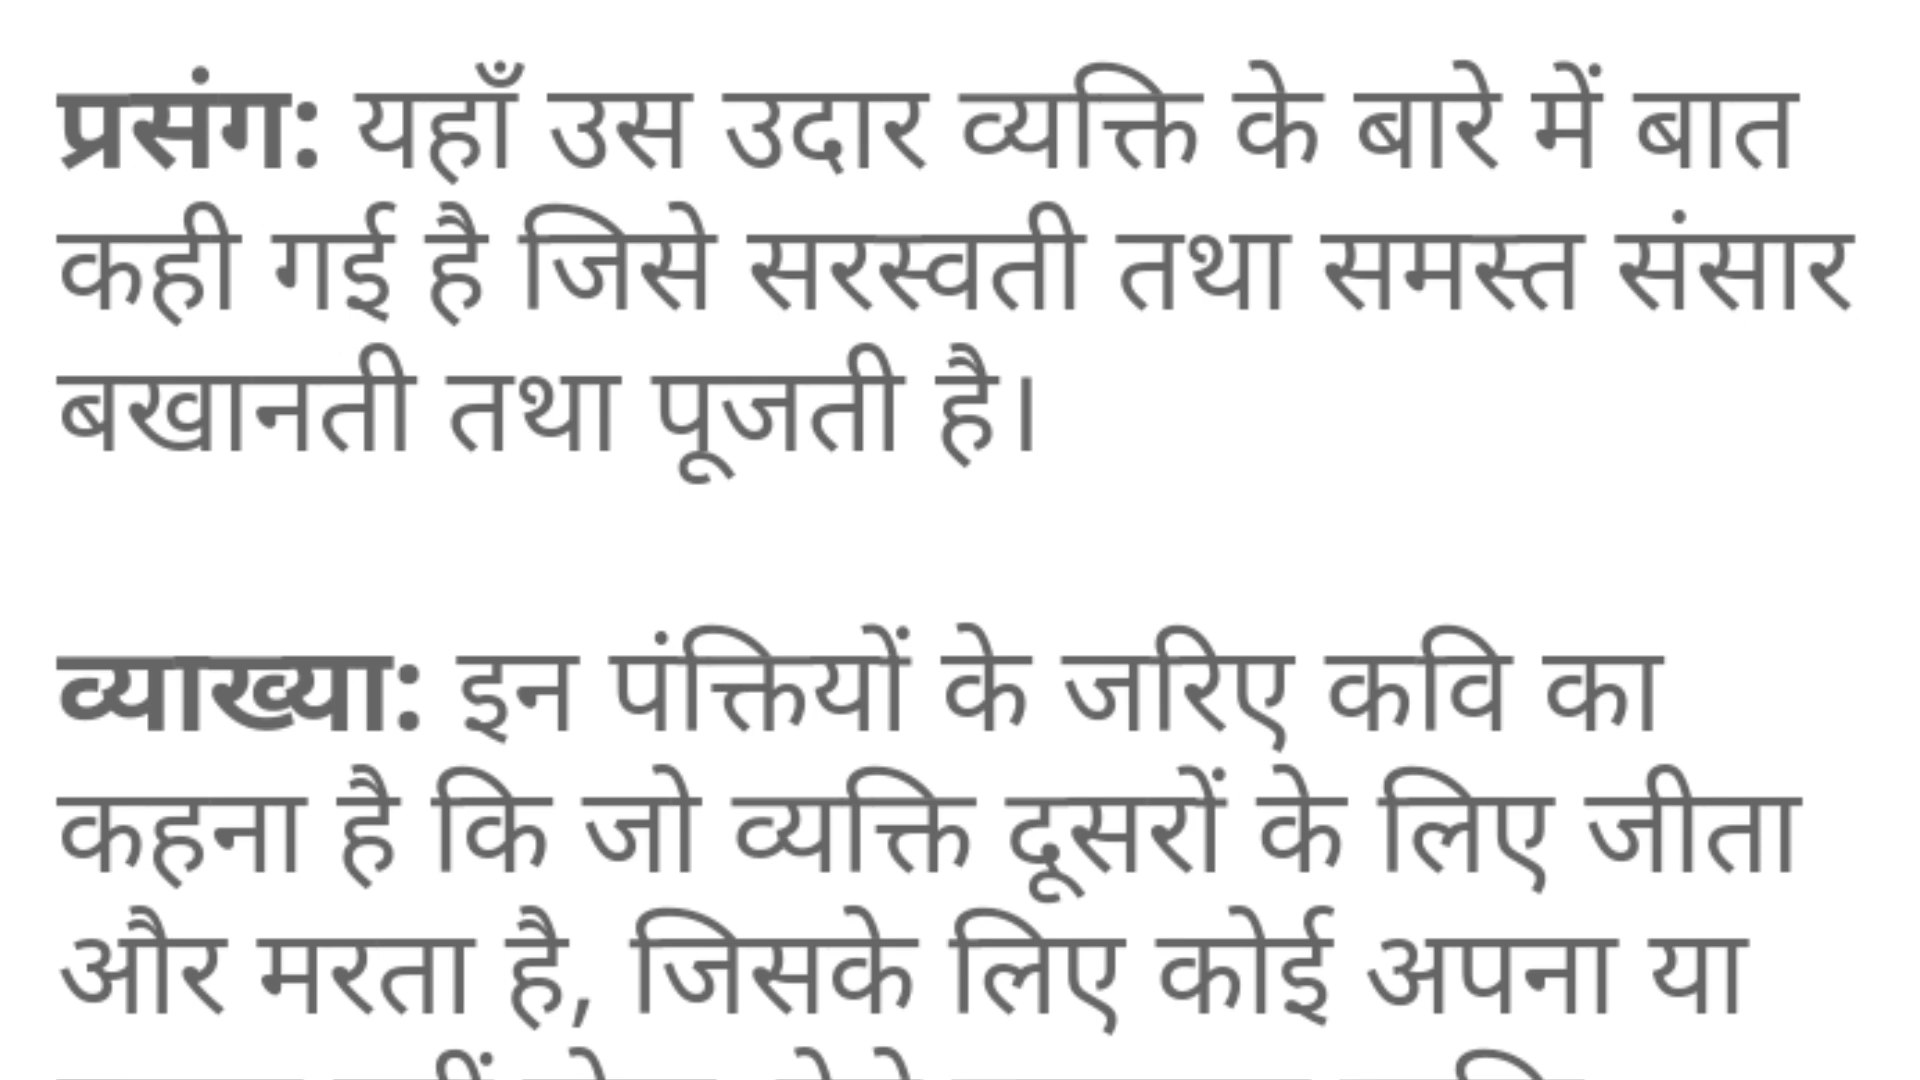 प्रसंग: यहाँ उस उदार व्यक्ति के बारे में बात
कही गई है जिसे सरस्वती तथा समस्त संसार
बखानती तथा पूजती है।
व्याख्या: इन पंक्तियों के जरिए कवि का
कहना है कि जो व्यक्ति दूसरों के लिए जीता
और मरता है, जिसके लिए कोई अपना या